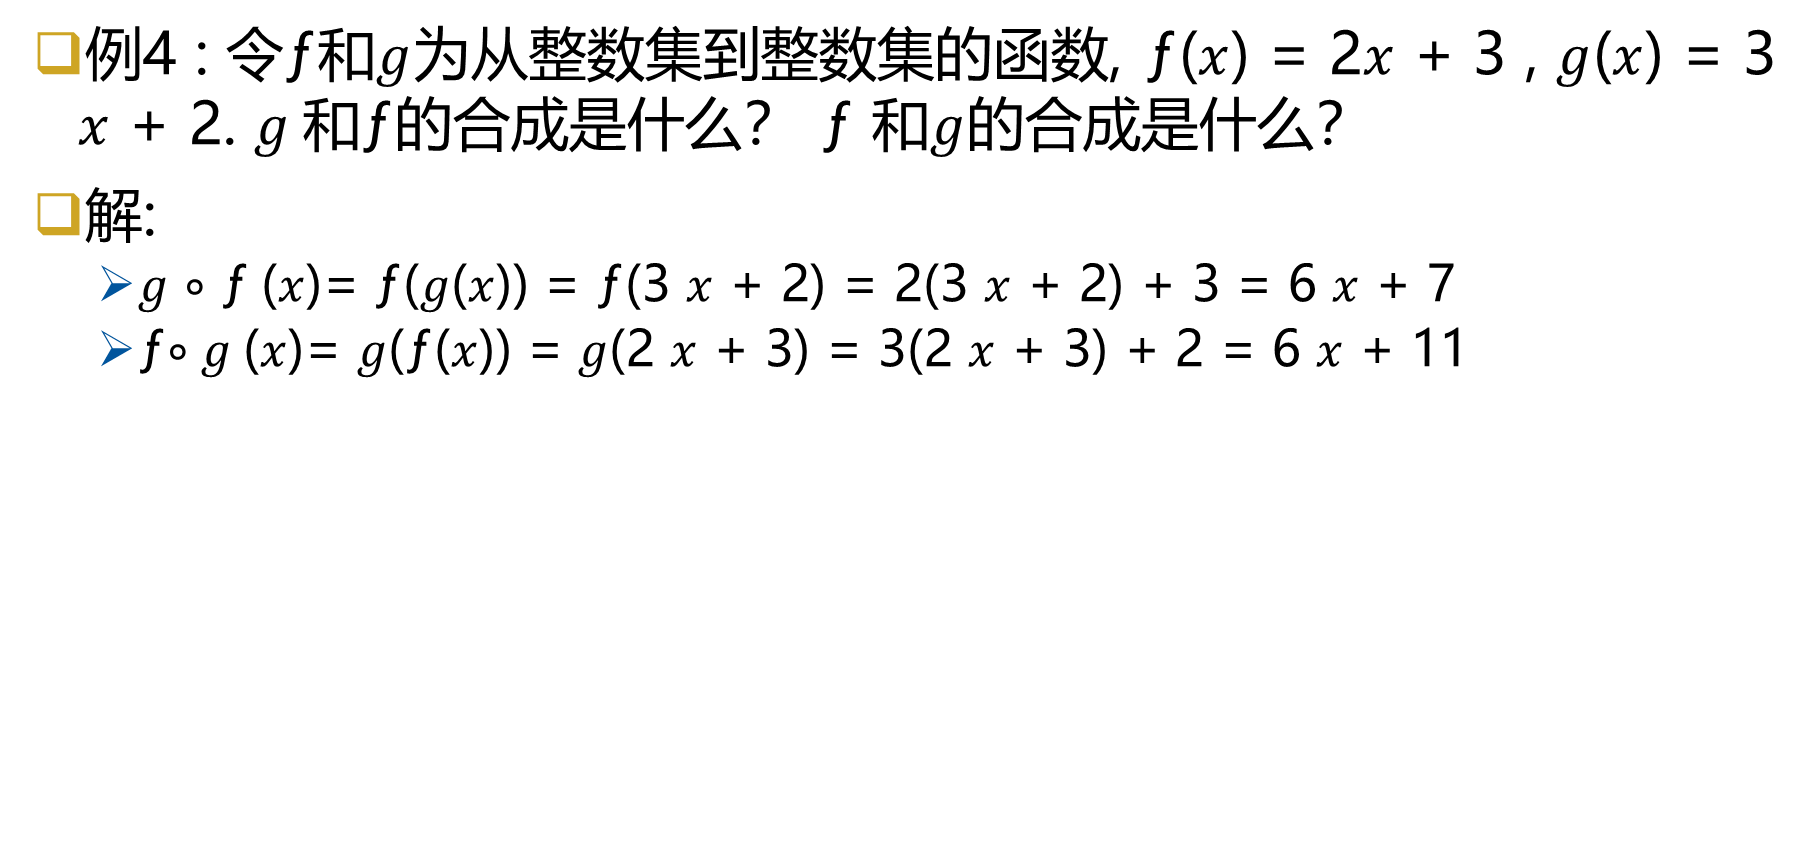 例4 : 令f和g为从整数集到整数集的函数, f(x) = 2x + 3 , g(x) = 3
x + 2. g 和f的合成是什么? f 和g的合成是什么?
解:
g ∘ f (x)= f(g(x)) = f(3 x + 2) = 2(3 x + 2) + 3 = 6 x + 7
f∘ g (x)= g(f(x)) = g(2 x + 3) = 3(2 x + 3) + 2 = 6 x + 11